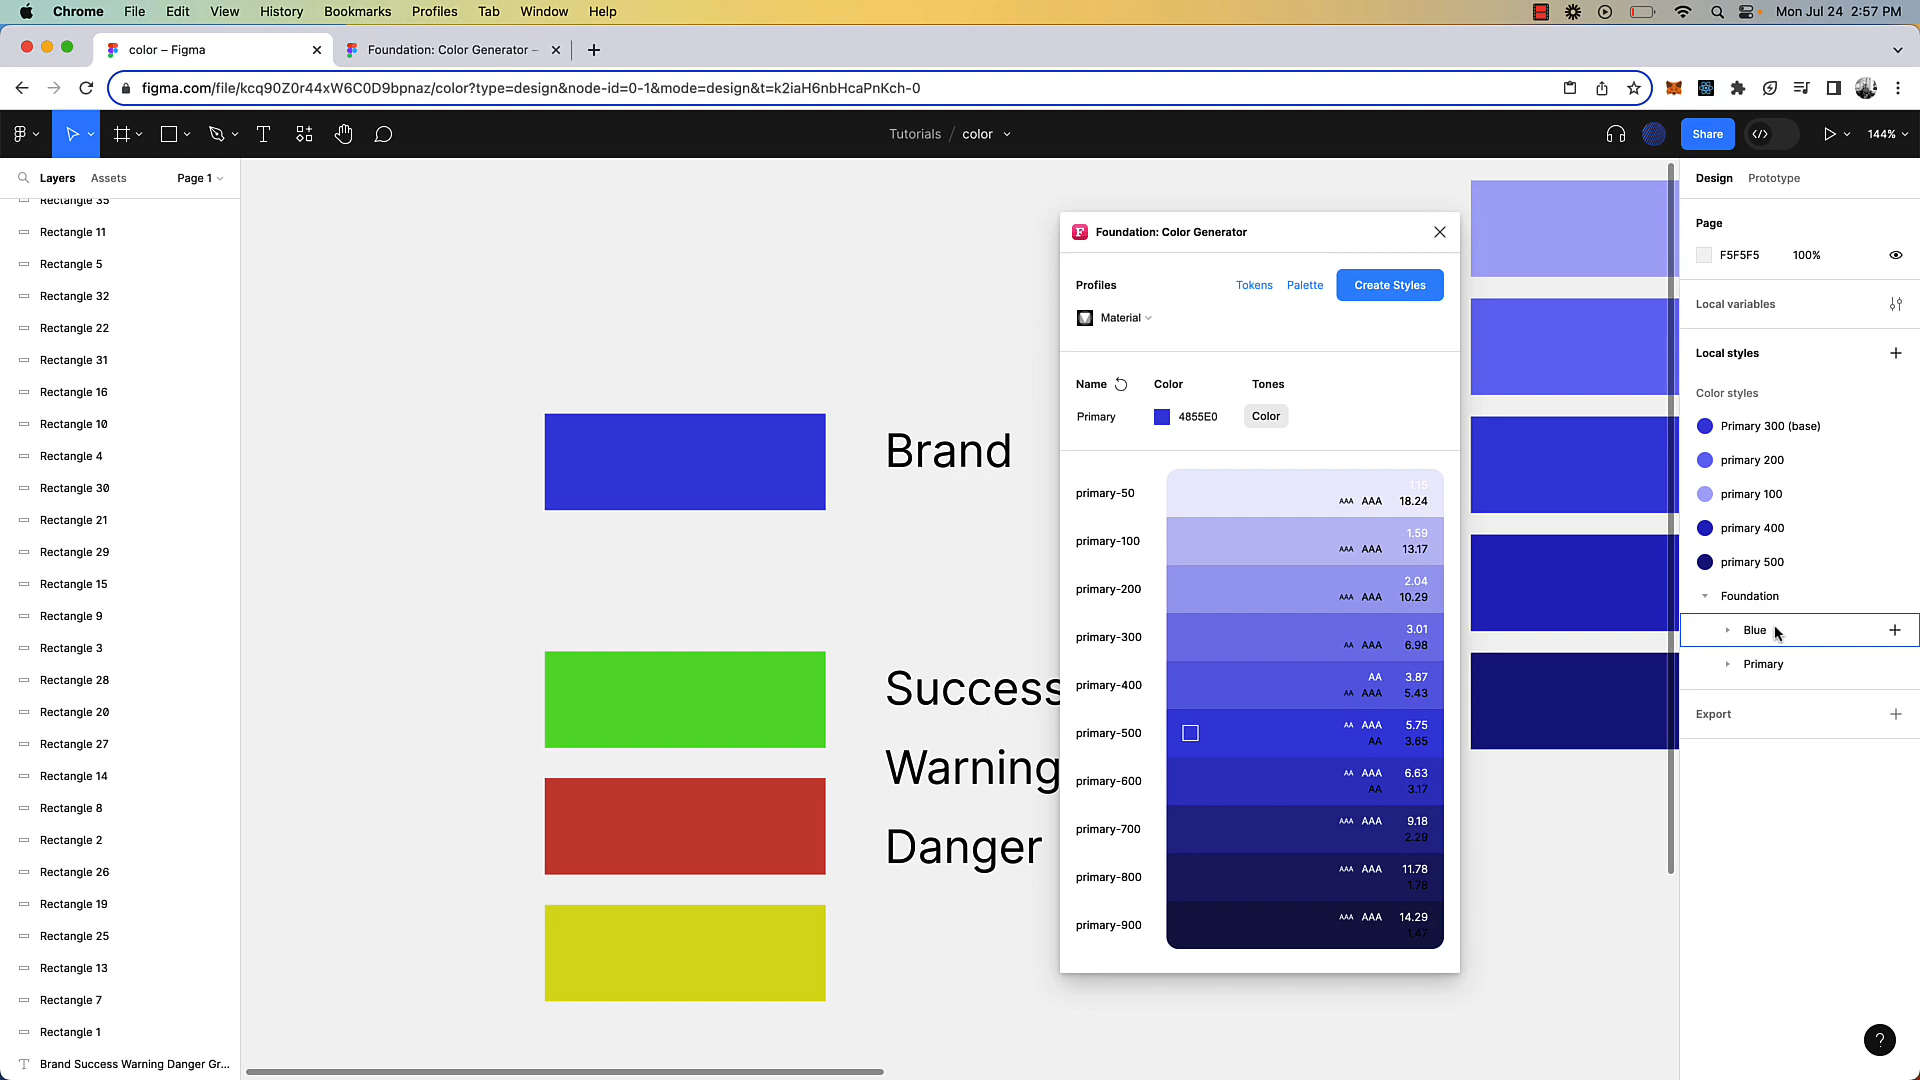 Chrome File Edit View History Bookmarks Profiles Tab Window Help Mon Jul 24 2:57 PM
color – Figma
Foundation: Color Generator –
figma.com/file/kcq90Z0r44xW6C0D9bpnaz/color?type=design&node-id=0-1&mode=design&t=k2iaH6nbHcaPnKch-0
Tutorials / color
Share
144%
Layers Assets Page 1
Rectangle 35
Rectangle 11
Rectangle 5
Rectangle 32
Rectangle 22
Rectangle 31
Rectangle 16
Rectangle 10
Rectangle 4
Rectangle 30
Rectangle 21
Rectangle 29
Rectangle 15
Rectangle 9
Rectangle 3
Rectangle 28
Rectangle 20
Rectangle 27
Rectangle 14
Rectangle 8
Rectangle 2
Rectangle 26
Rectangle 19
Rectangle 25
Rectangle 13
Rectangle 7
Rectangle 1
Brand Success Warning Danger Gr...
Brand
Success
Warning
Danger
Foundation: Color Generator
Profiles Tokens Palette Create Styles
Material
Name Color Tones
Primary 4855E0 Color
primary-50
1.15
AAA AAA 18.24
primary-100
1.59
AAA AAA 13.17
primary-200
2.04
AAA AAA 10.29
primary-300
3.01
AA AAA 6.98
primary-400
AA 3.87
AA AAA 5.43
primary-500
AA AAA 5.75
AA 3.65
primary-600
AA AAA 6.63
AA 3.17
primary-700
AAA AAA 9.18
2.29
primary-800
AAA AAA 11.78
1.78
primary-900
AAA AAA 14.29
1.47
Design Prototype
Page
F5F5F5 100%
Local variables
Local styles
Color styles
Primary 300 (base)
primary 200
primary 100
primary 400
primary 500
Foundation
Blue
Primary
Export
?